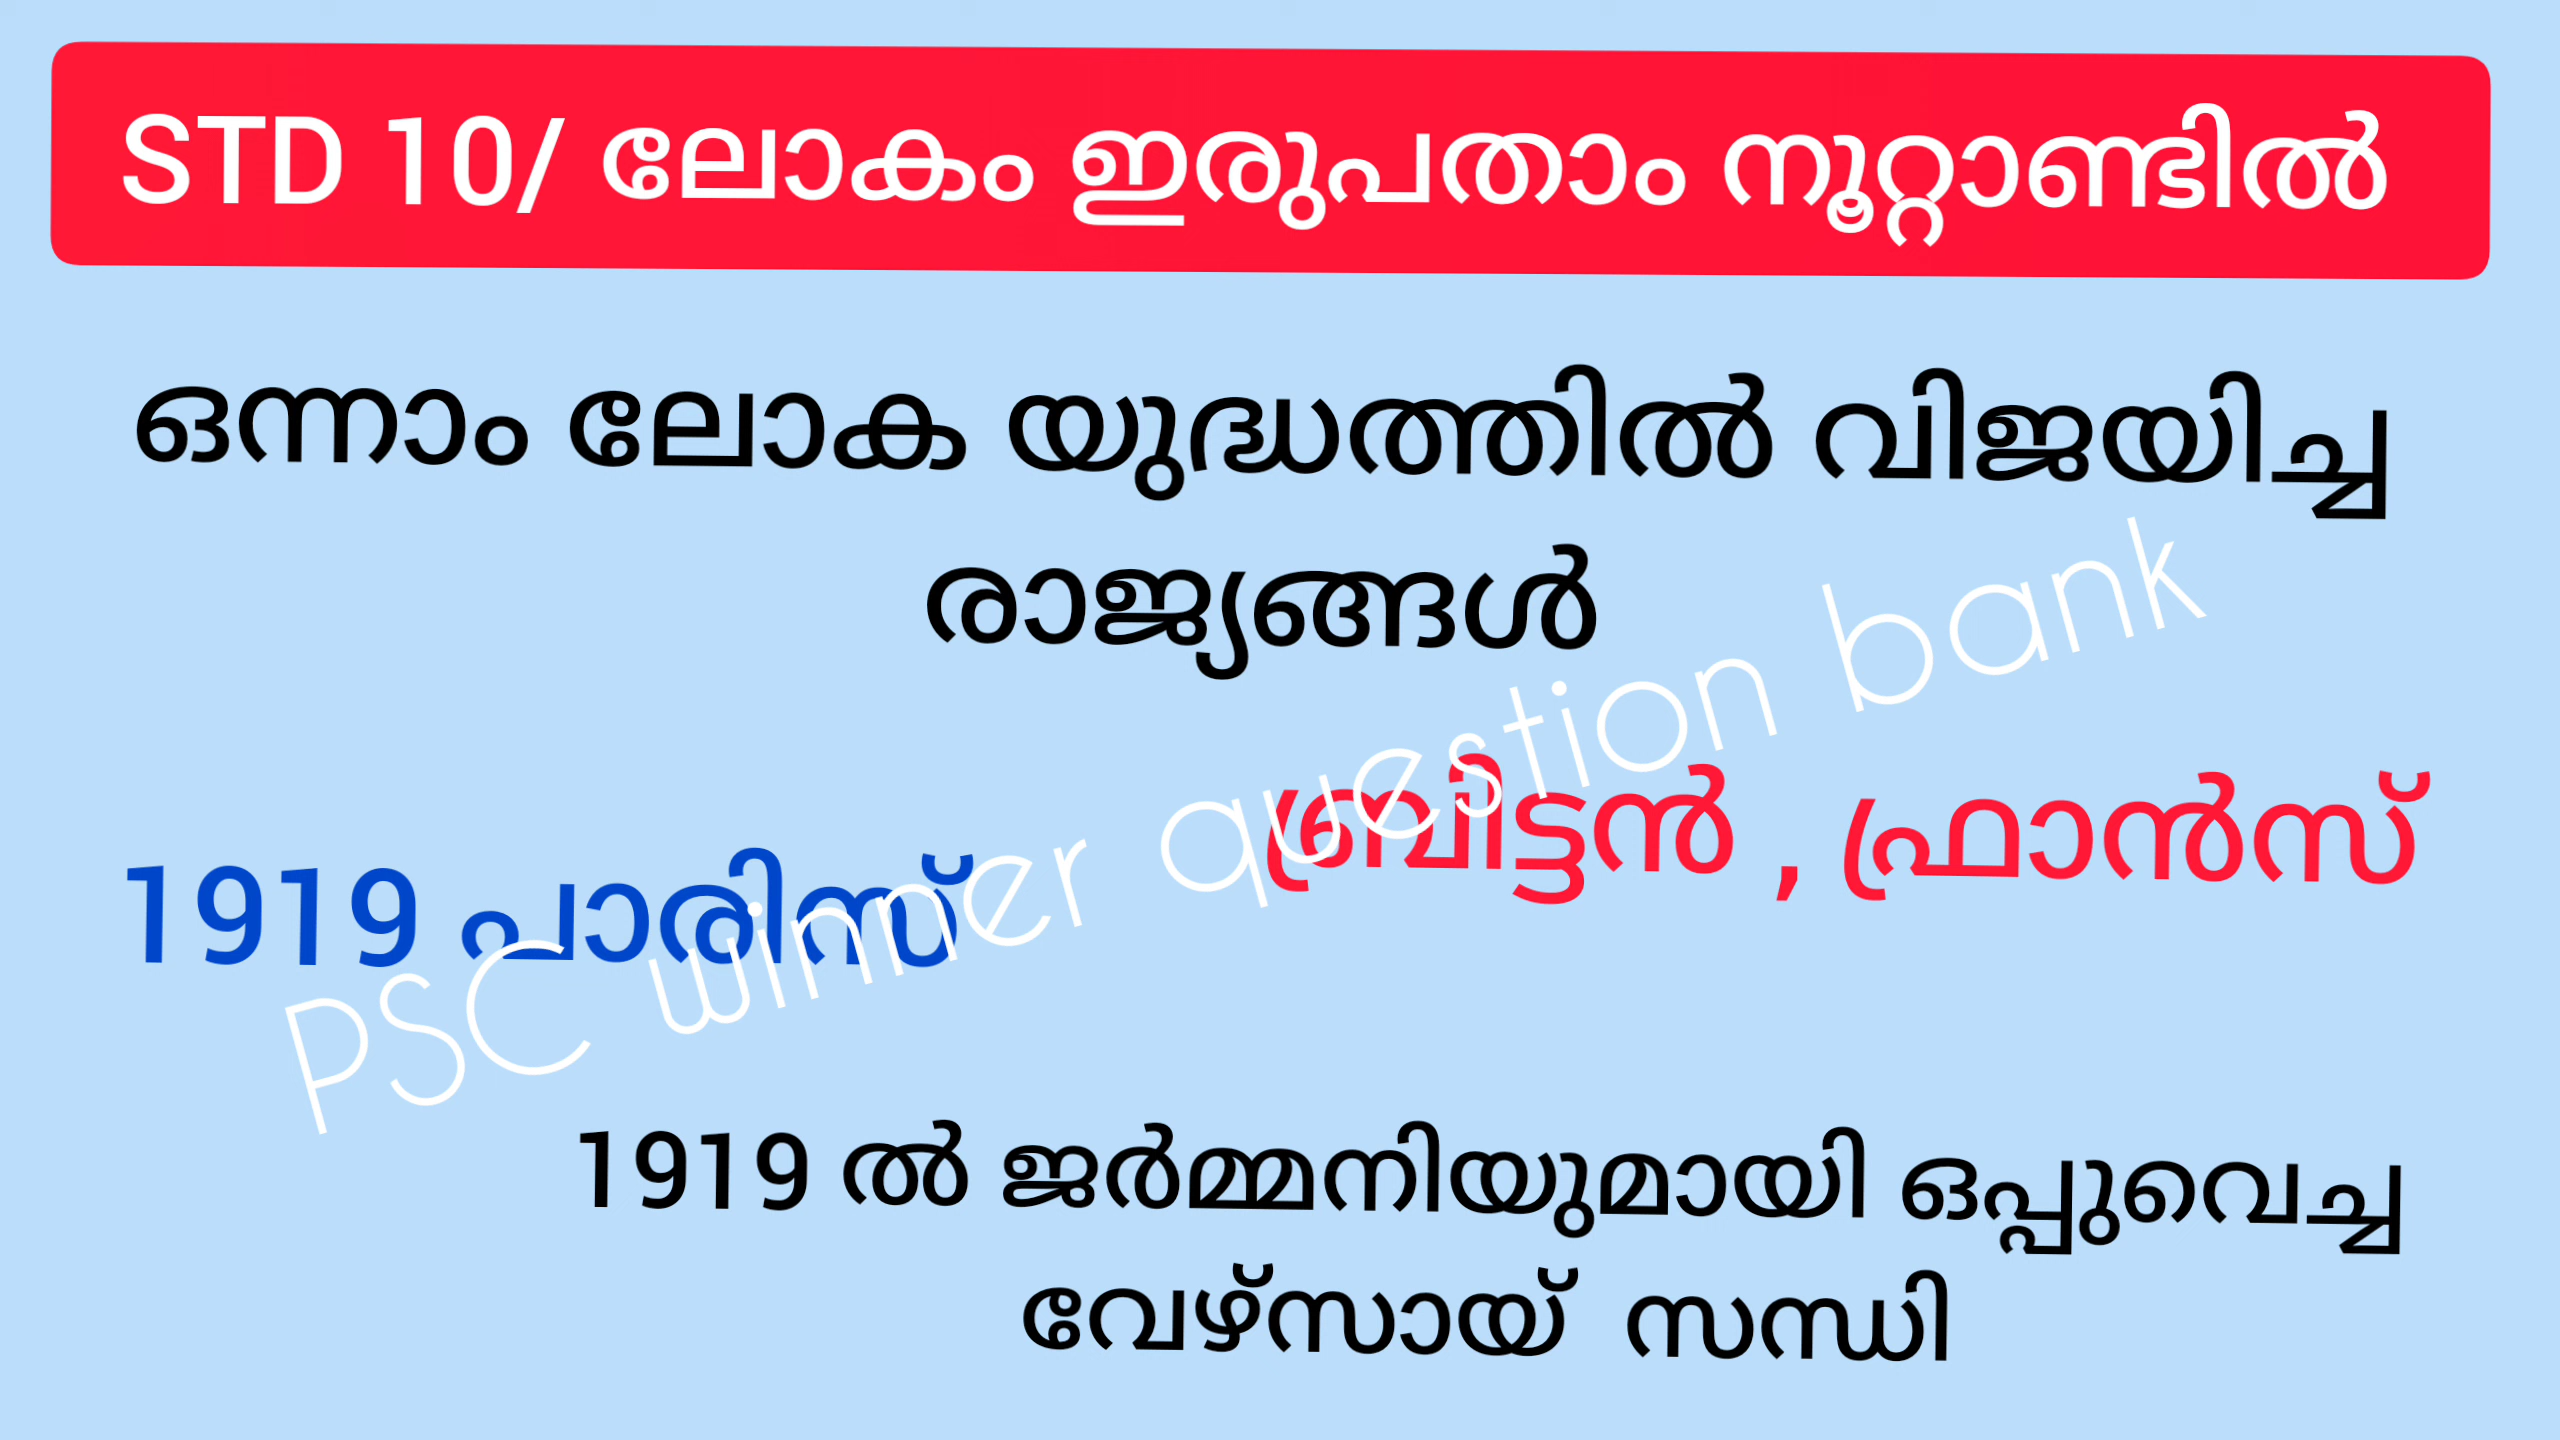 STD 10/ ലോകം ഇരുപതാം നൂറ്റാണ്ടിൽ
ഒന്നാം ലോക യുദ്ധത്തിൽ വിജയിച്ച
രാജ്യങ്ങൾ
ബ്രിട്ടൻ , ഫ്രാൻസ്
1919 പാരിസ്
PSC winner question bank
1919 ൽ ജർമ്മനിയുമായി ഒപ്പുവെച്ച
വേഴ്സായ് സന്ധി